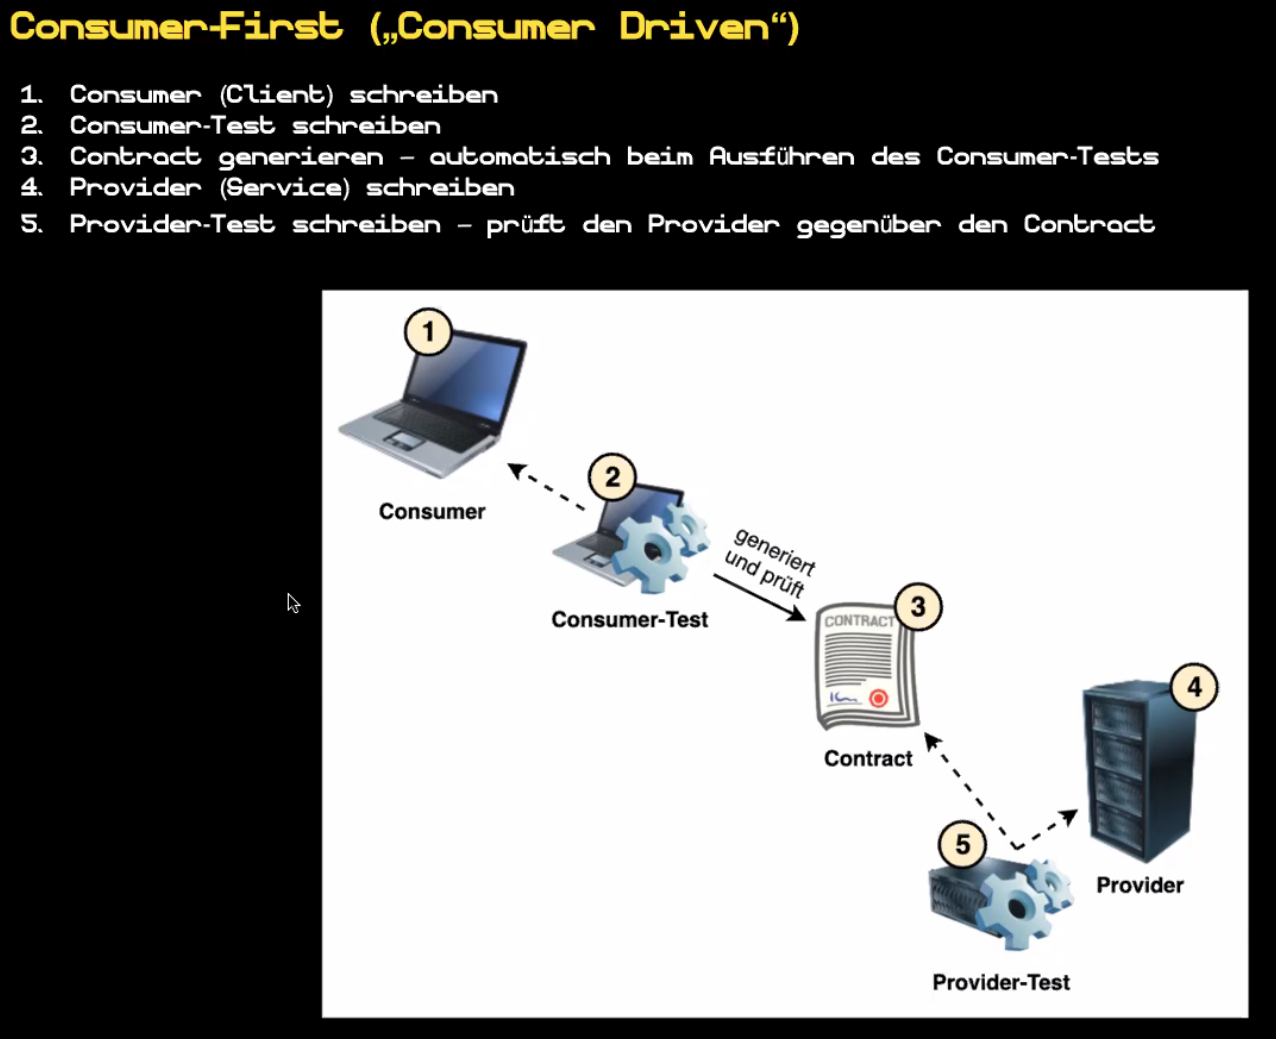 Consumer-First („Consumer Driven“)
1. Consumer (Client) schreiben
2. Consumer-Test schreiben
3. Contract generieren – automatisch beim Ausführen des Consumer-Tests
4. Provider (Service) schreiben
5. Provider-Test schreiben – prüft den Provider gegenüber den Contract
1
Consumer
2
Consumer-Test
generiert
und prüft
3
CONTRACT
Contract
4
Provider
5
Provider-Test